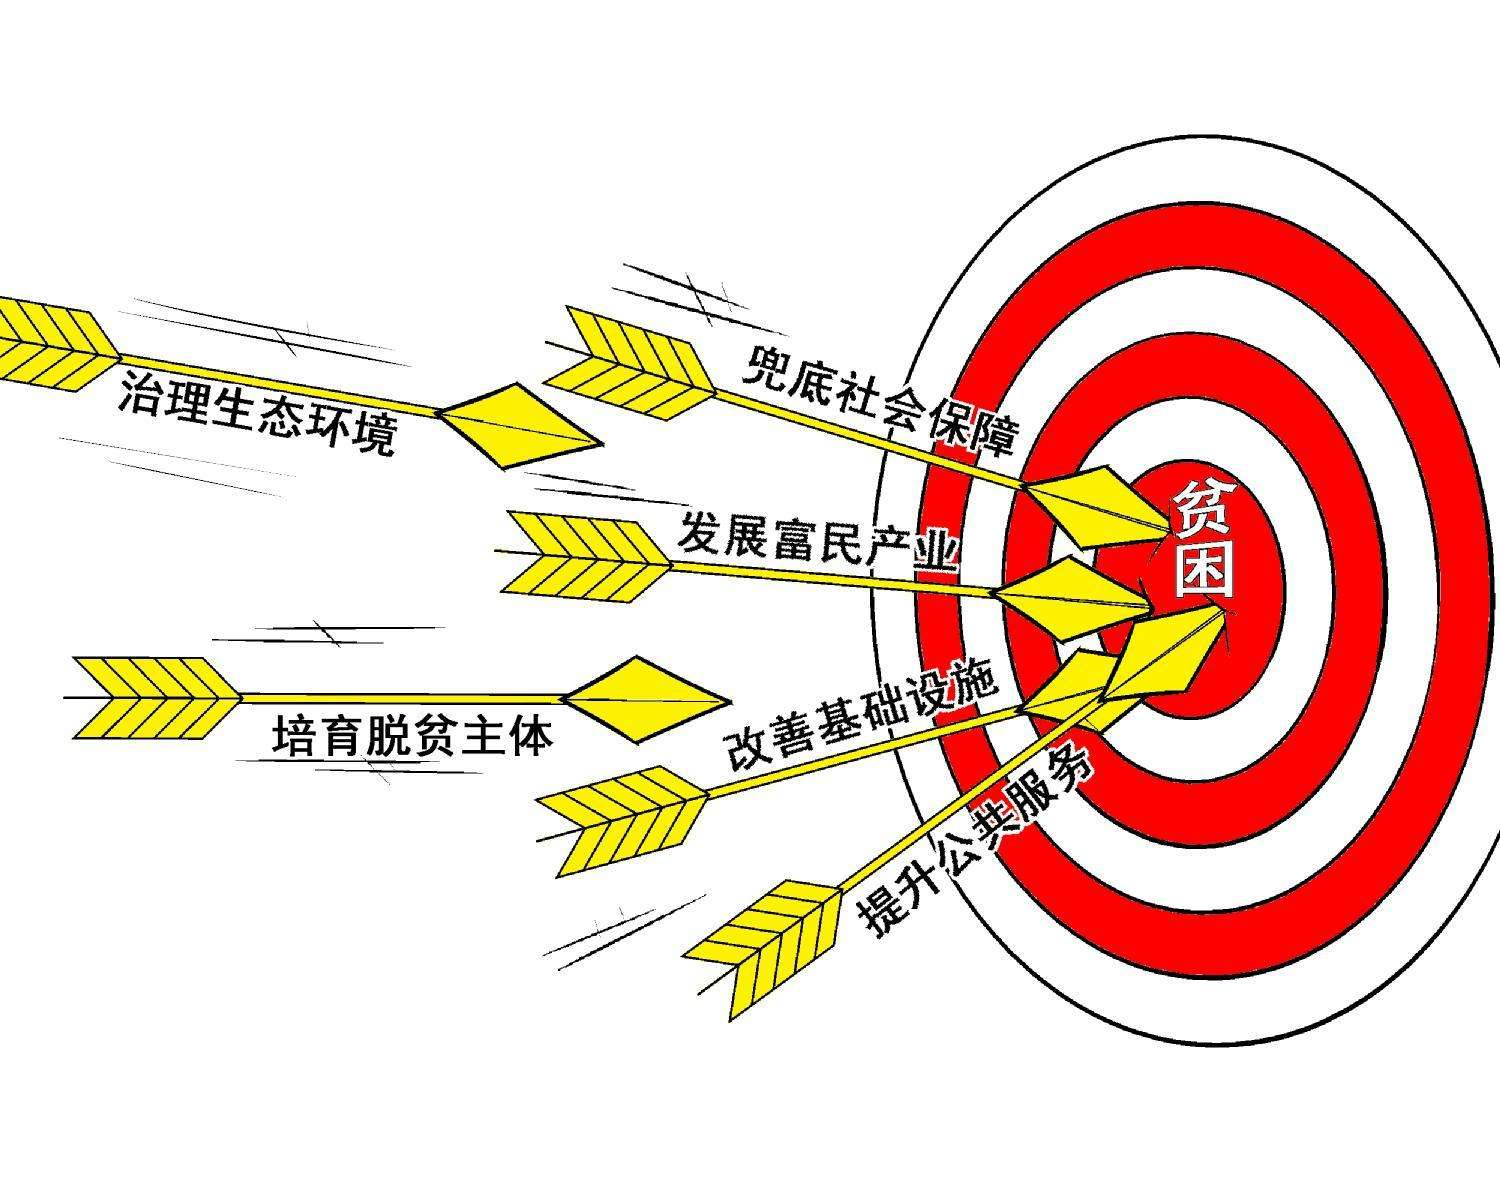 治理生态环境
兜底社会保障
贫困
发展富民产业
培育脱贫主体
改善基础设施
提升公共服务